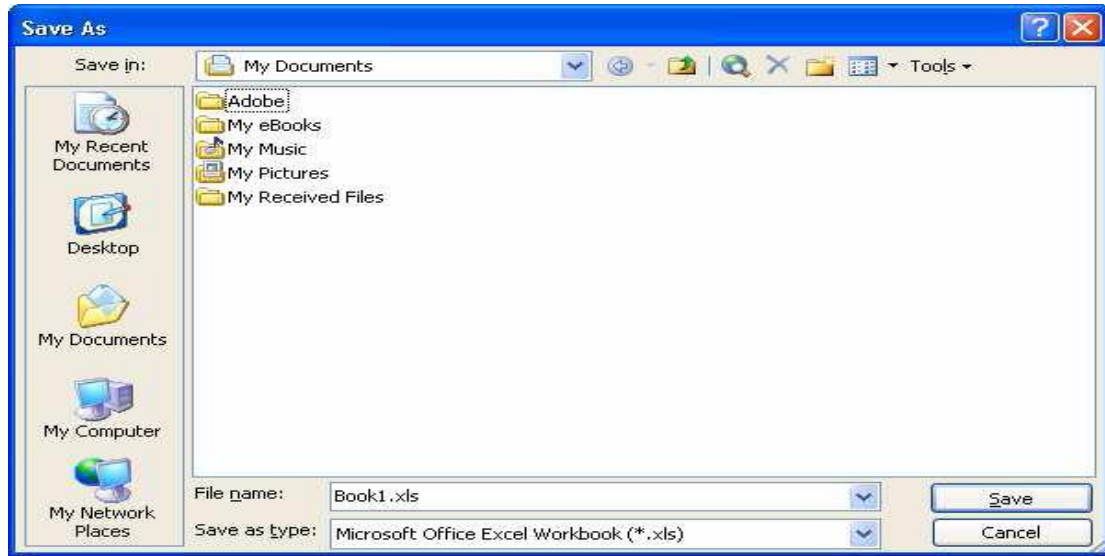 Save As
Save in:
My Documents
Tools
My Recent
Documents
Desktop
My Documents
My Computer
My Network
Places
Adobe
My eBooks
My Music
My Pictures
My Received Files
File name:
Book1.xls
Save
Save as type:
Microsoft Office Excel Workbook (*.xls)
Cancel